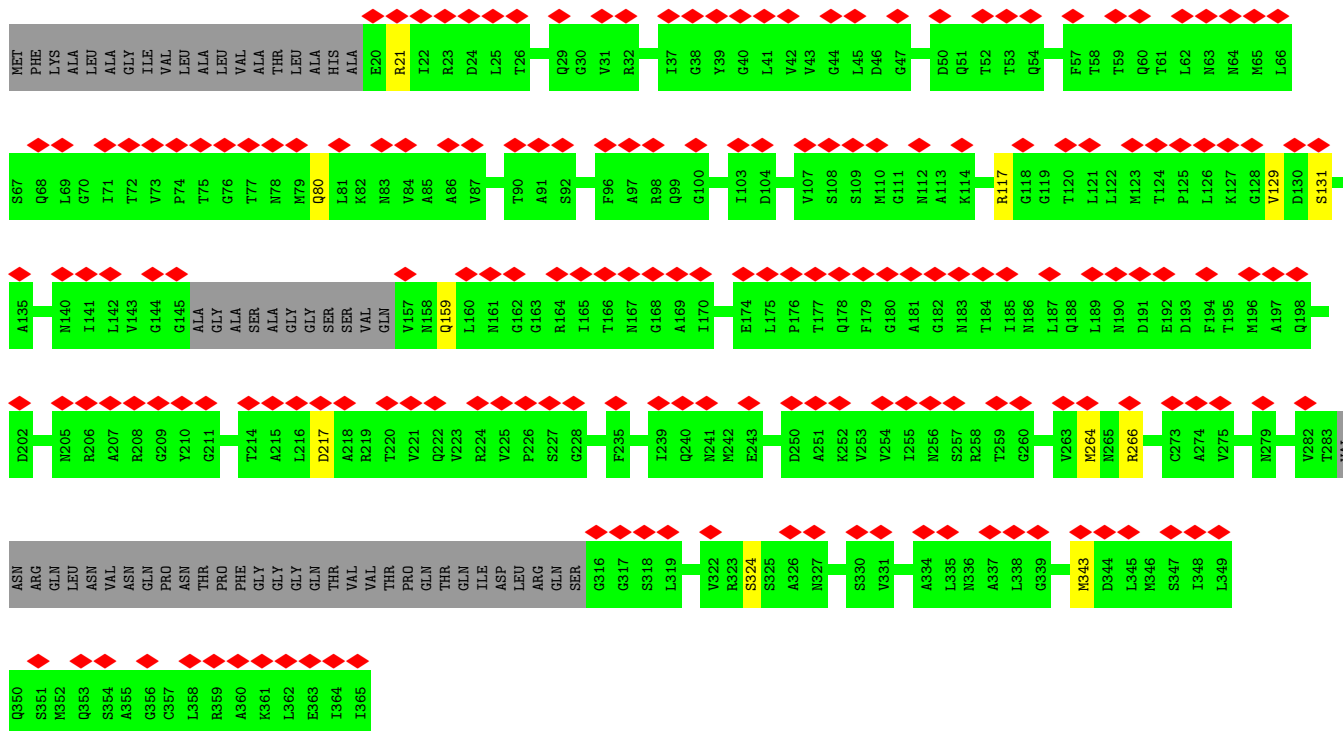 MET PHE LYS ALA LEU ALA GLY ILE VAL LEU ALA LEU VAL ALA THR LEU ALA HIS ALA E20 R21 I22 R23 D24 L25 T26 Q29 G30 V31 R32 I37 G38 Y39 G40 L41 V42 V43 G44 L45 D46 G47 D50 Q51 T52 T53 Q54 F57 T58 T59 Q60 T61 L62 N63 N64 M65 L66
S67 Q68 L69 G70 I71 T72 V73 P74 T75 G76 T77 N78 M79 Q80 L81 K82 N83 V84 A85 A86 V87 T90 A91 S92 F96 A97 R98 Q99 G100 I103 D104 V107 S108 S109 M110 G111 N112 A113 K114 R117 G118 G119 T120 L121 L122 M123 T124 P125 L126 K127 G128 V129 D130 S131
A135 N140 I141 L142 V143 G144 G145 ALA GLY ALA SER ALA GLY GLY SER SER VAL GLN V157 N158 Q159 L160 N161 G162 G163 R164 I165 T166 N167 G168 A169 I170 E174 L175 P176 T177 Q178 F179 G180 A181 G182 N183 T184 I185 N186 L187 Q188 L189 N190 D191 E192 D193 F194 T195 M196 A197 Q198
D202 N205 R206 A207 R208 G209 Y210 G211 T214 A215 L216 D217 A218 R219 T220 V221 Q222 V223 R224 V225 P226 S227 G228 F235 I239 Q240 N241 M242 E243 D250 A251 K252 V253 V254 I255 N256 S257 R258 T259 G260 V263 M264 N265 R266 C273 A274 V275 N279 V282 T283
ASN ARG GLN LEU ASN VAL ASN GLN PRO ASN THR PRO PHE GLY GLY GLY GLN THR VAL VAL THR PRO GLN THR GLN ILE ASP LEU ARG GLN SER G316 G317 S318 L319 V322 R323 S324 S325 A326 N327 S330 V331 A334 L335 N336 A337 L338 G339 M343 D344 L345 M346 S347 I348 L349
Q350 S351 M352 Q353 S354 A355 G356 C357 L358 R359 A360 K361 L362 E363 I364 I365